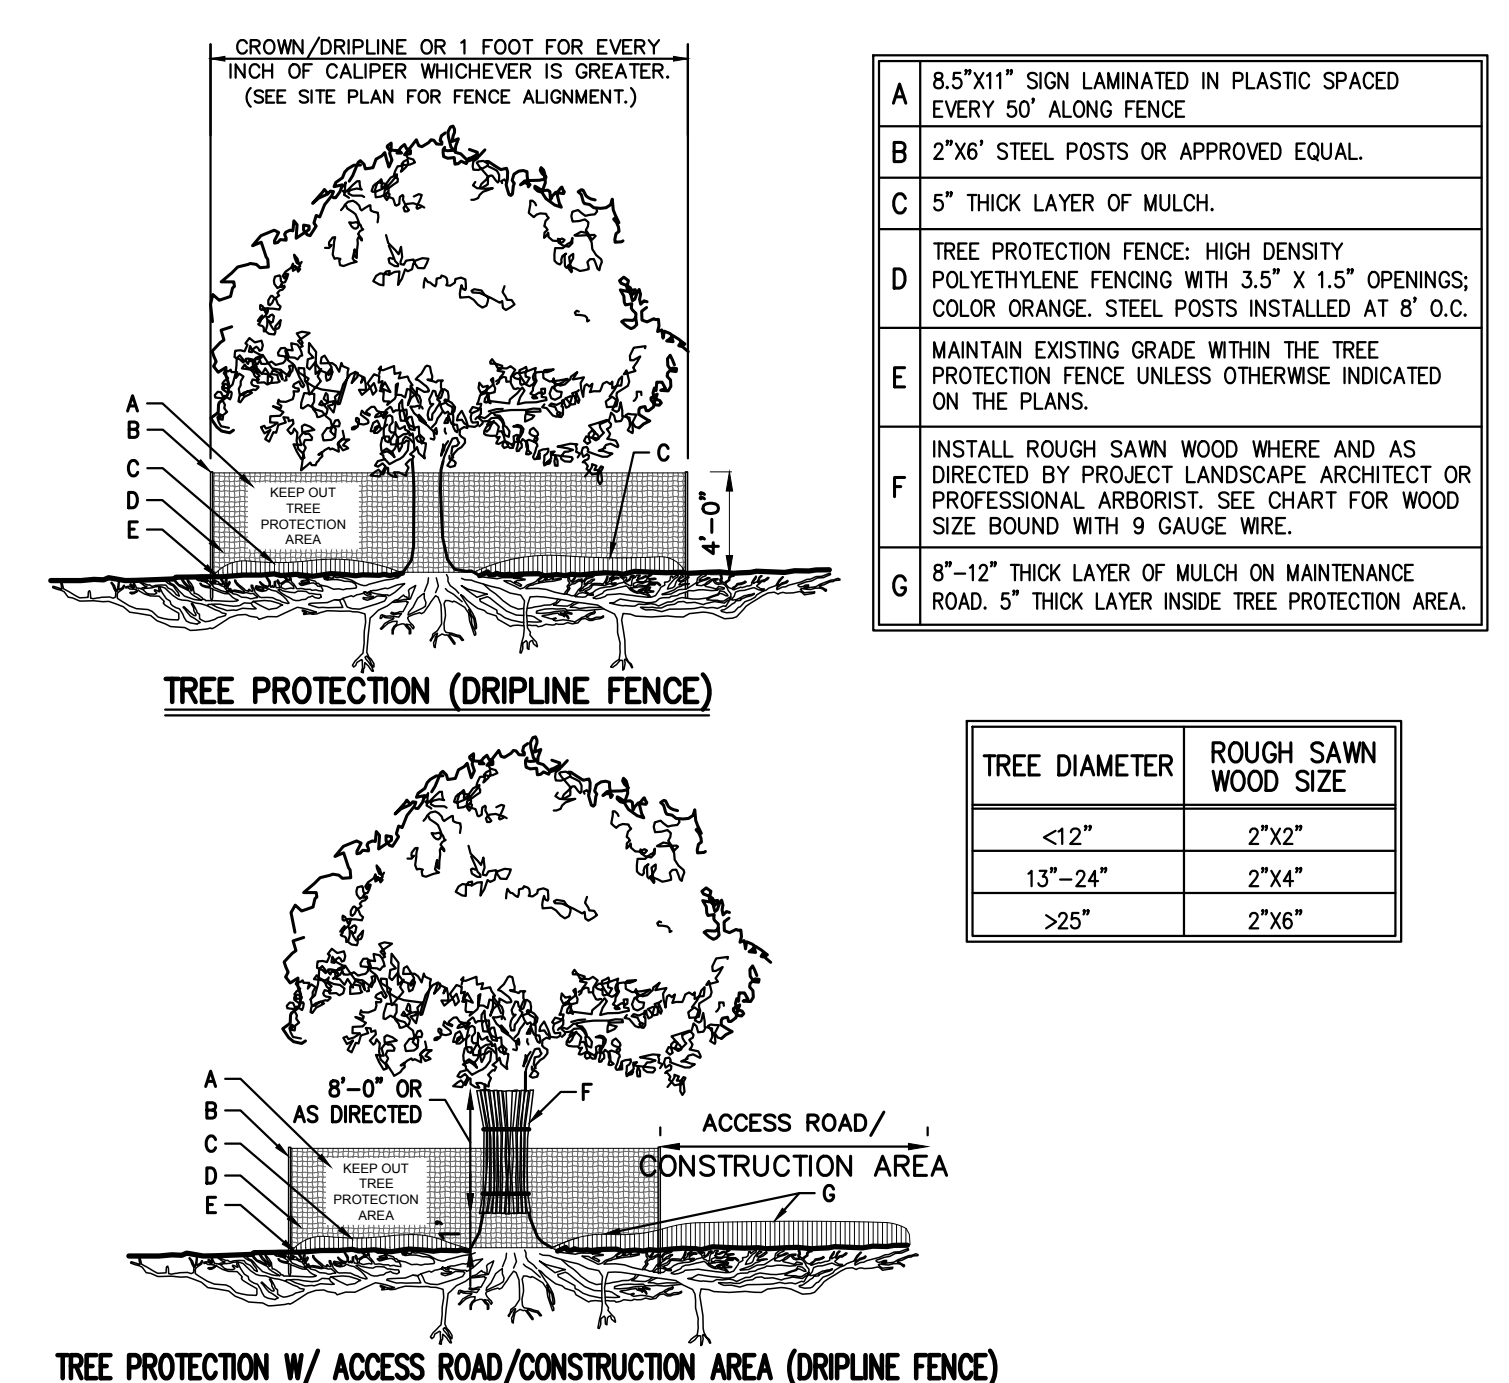 CROWN/DRIPLINE OR 1 FOOT FOR EVERY
INCH OF CALIPER WHICHEVER IS GREATER.
(SEE SITE PLAN FOR FENCE ALIGNMENT.)
A
B
C
D
E
C
KEEP OUT
TREE
PROTECTION
AREA
4'-0"
TREE PROTECTION (DRIPLINE FENCE)
A
8.5"X11" SIGN LAMINATED IN PLASTIC SPACED
EVERY 50' ALONG FENCE
B
2"X6' STEEL POSTS OR APPROVED EQUAL.
C
5" THICK LAYER OF MULCH.
D
TREE PROTECTION FENCE: HIGH DENSITY
POLYETHYLENE FENCING WITH 3.5" X 1.5" OPENINGS;
COLOR ORANGE. STEEL POSTS INSTALLED AT 8' O.C.
E
MAINTAIN EXISTING GRADE WITHIN THE TREE
PROTECTION FENCE UNLESS OTHERWISE INDICATED
ON THE PLANS.
F
INSTALL ROUGH SAWN WOOD WHERE AND AS
DIRECTED BY PROJECT LANDSCAPE ARCHITECT OR
PROFESSIONAL ARBORIST. SEE CHART FOR WOOD
SIZE BOUND WITH 9 GAUGE WIRE.
G
8"-12" THICK LAYER OF MULCH ON MAINTENANCE
ROAD. 5" THICK LAYER INSIDE TREE PROTECTION AREA.
TREE DIAMETER
ROUGH SAWN
WOOD SIZE
<12"
2"X2"
13"-24"
2"X4"
>25"
2"X6"
A
B
C
D
E
8'-0" OR
AS DIRECTED
F
KEEP OUT
TREE
PROTECTION
AREA
ACCESS ROAD/
CONSTRUCTION AREA
G
TREE PROTECTION W/ ACCESS ROAD/CONSTRUCTION AREA (DRIPLINE FENCE)